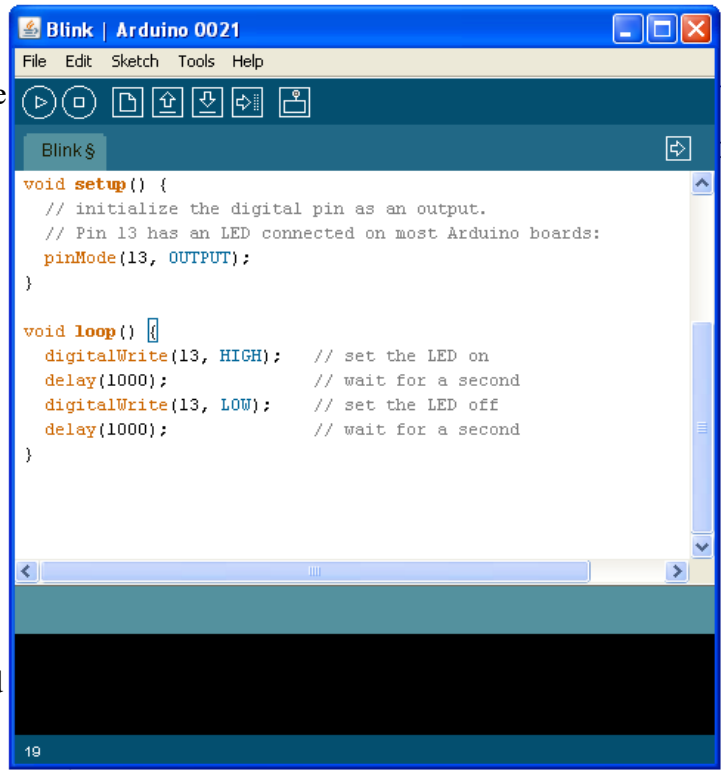 Blink | Arduino 0021
File Edit Sketch Tools Help
e
Blink §
void setup() {
  // initialize the digital pin as an output.
  // Pin 13 has an LED connected on most Arduino boards:
  pinMode(13, OUTPUT);
}
void loop() {
  digitalWrite(13, HIGH);   // set the LED on
  delay(1000);              // wait for a second
  digitalWrite(13, LOW);    // set the LED off
  delay(1000);              // wait for a second
}
19